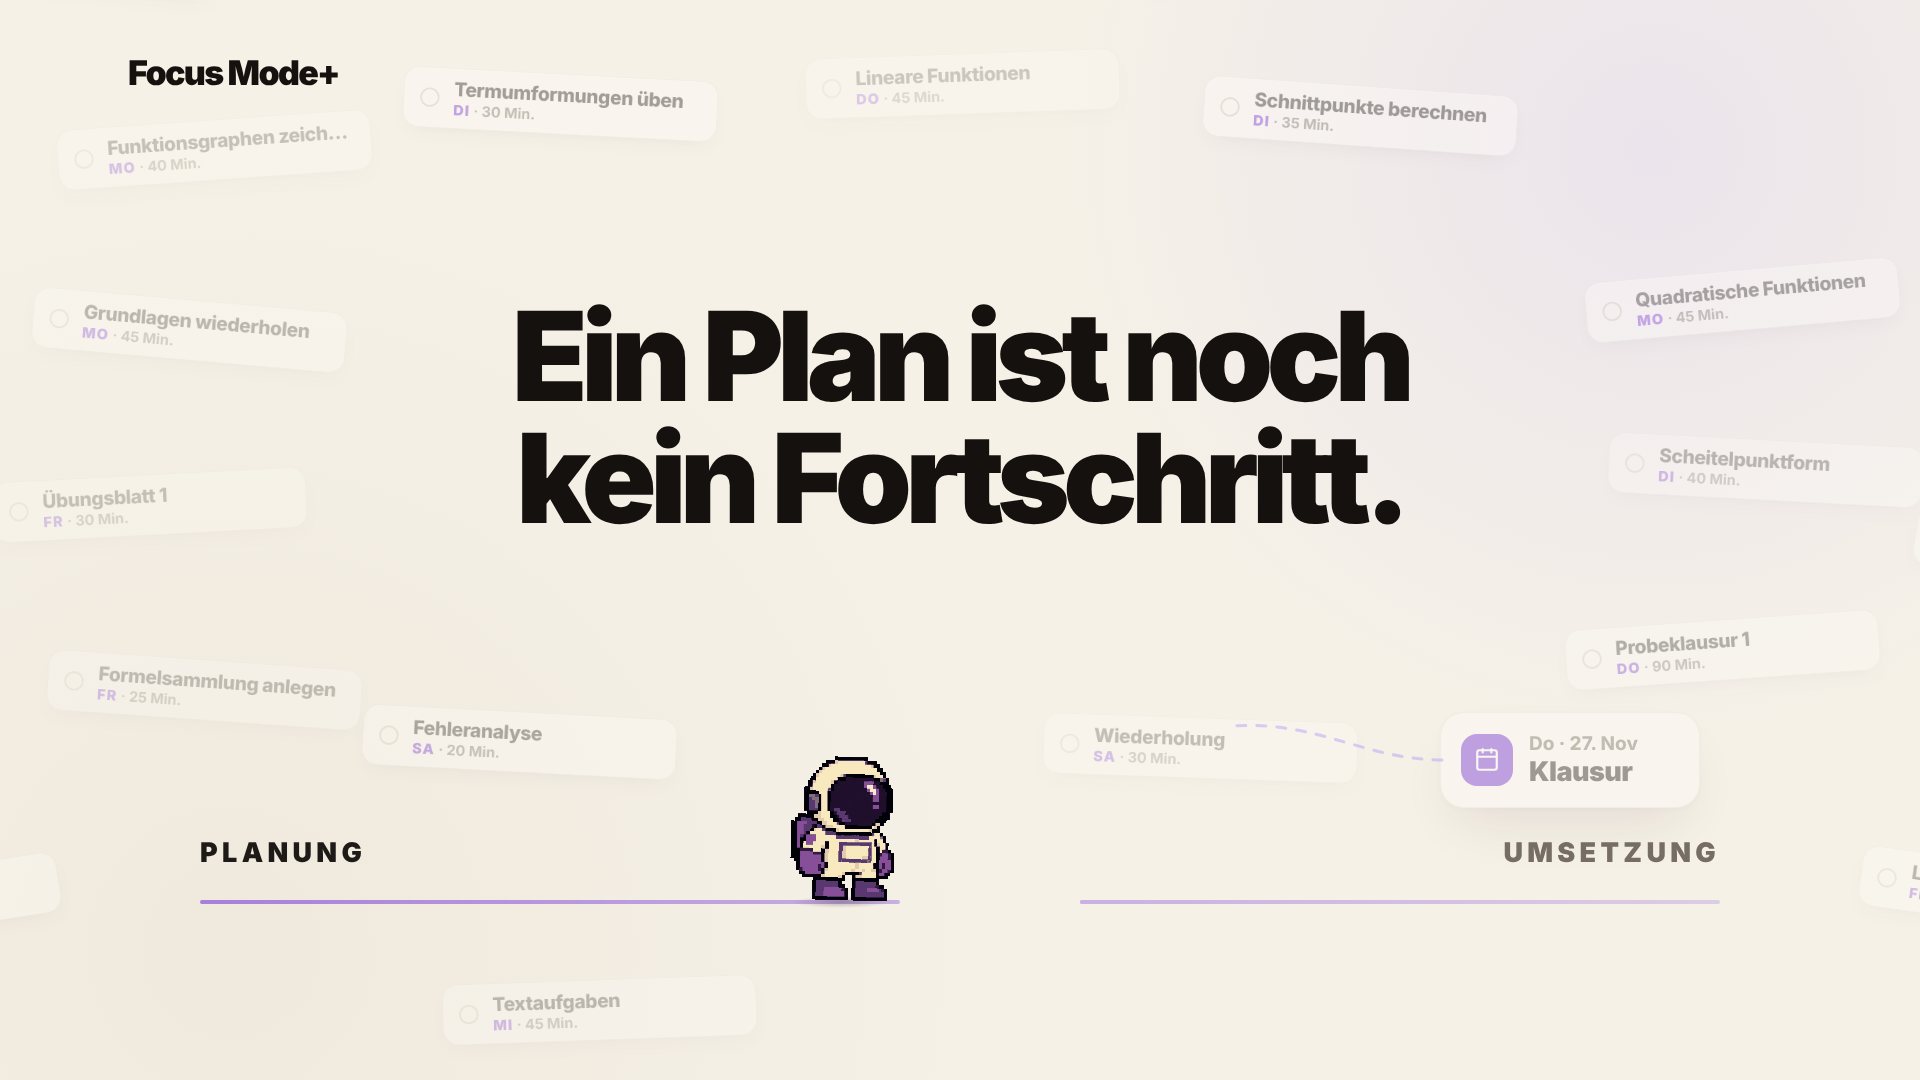 Focus Mode+
Termumformungen üben
DI · 30 Min.
Lineare Funktionen
DO · 45 Min.
Schnittpunkte berechnen
DI · 35 Min.
Funktionsgraphen zeich...
MO · 40 Min.
Grundlagen wiederholen
MO · 45 Min.
Ein Plan ist noch
kein Fortschritt.
Quadratische Funktionen
MO · 45 Min.
Übungsblatt 1
FR · 30 Min.
Scheitelpunktform
DI · 40 Min.
Formelsammlung anlegen
FR · 25 Min.
Fehleranalyse
SA · 20 Min.
Wiederholung
SA · 30 Min.
Probeklausur 1
DO · 90 Min.
Do · 27. Nov
Klausur
PLANUNG
UMSETZUNG
Textaufgaben
MI · 45 Min.